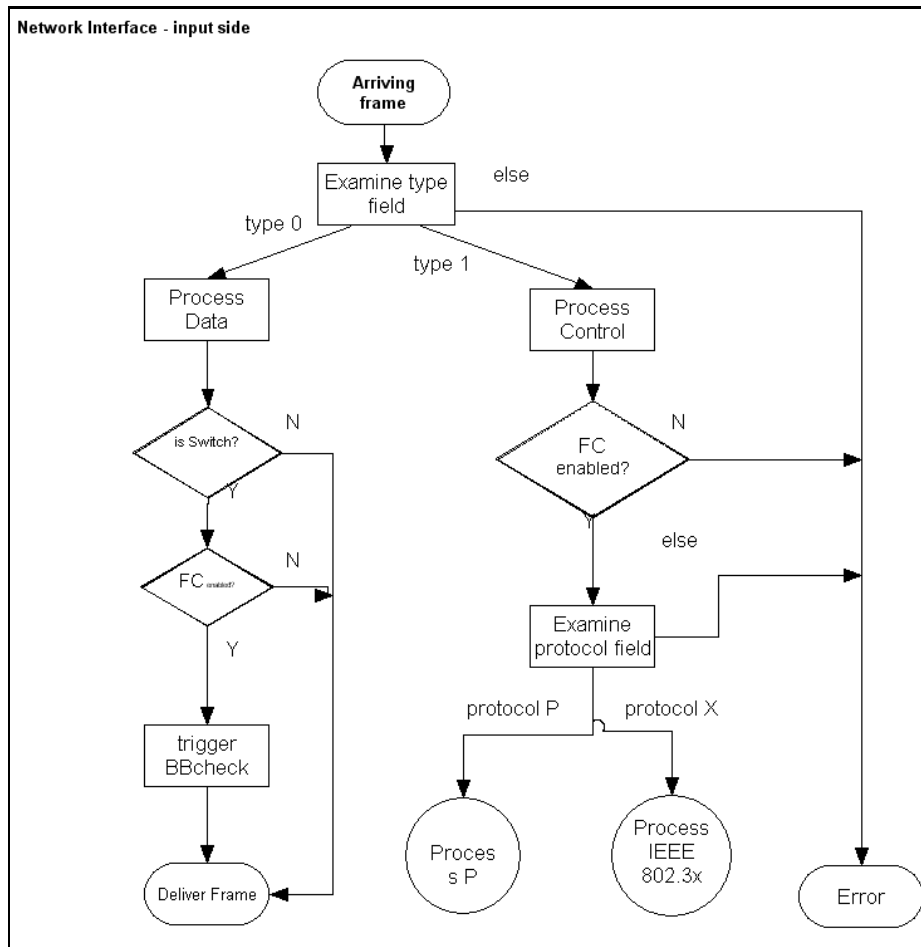 Network Interface - input side
Arriving
frame
else
Examine type
field
type 0
type 1
Process
Data
Process
Control
N
is Switch?
Y
N
FC
enabled?
Y
N
FC enabled?
Y
else
Examine
protocol field
protocol P
protocol X
trigger
BBcheck
Proces
s P
Process
IEEE
802.3x
Deliver Frame
Error